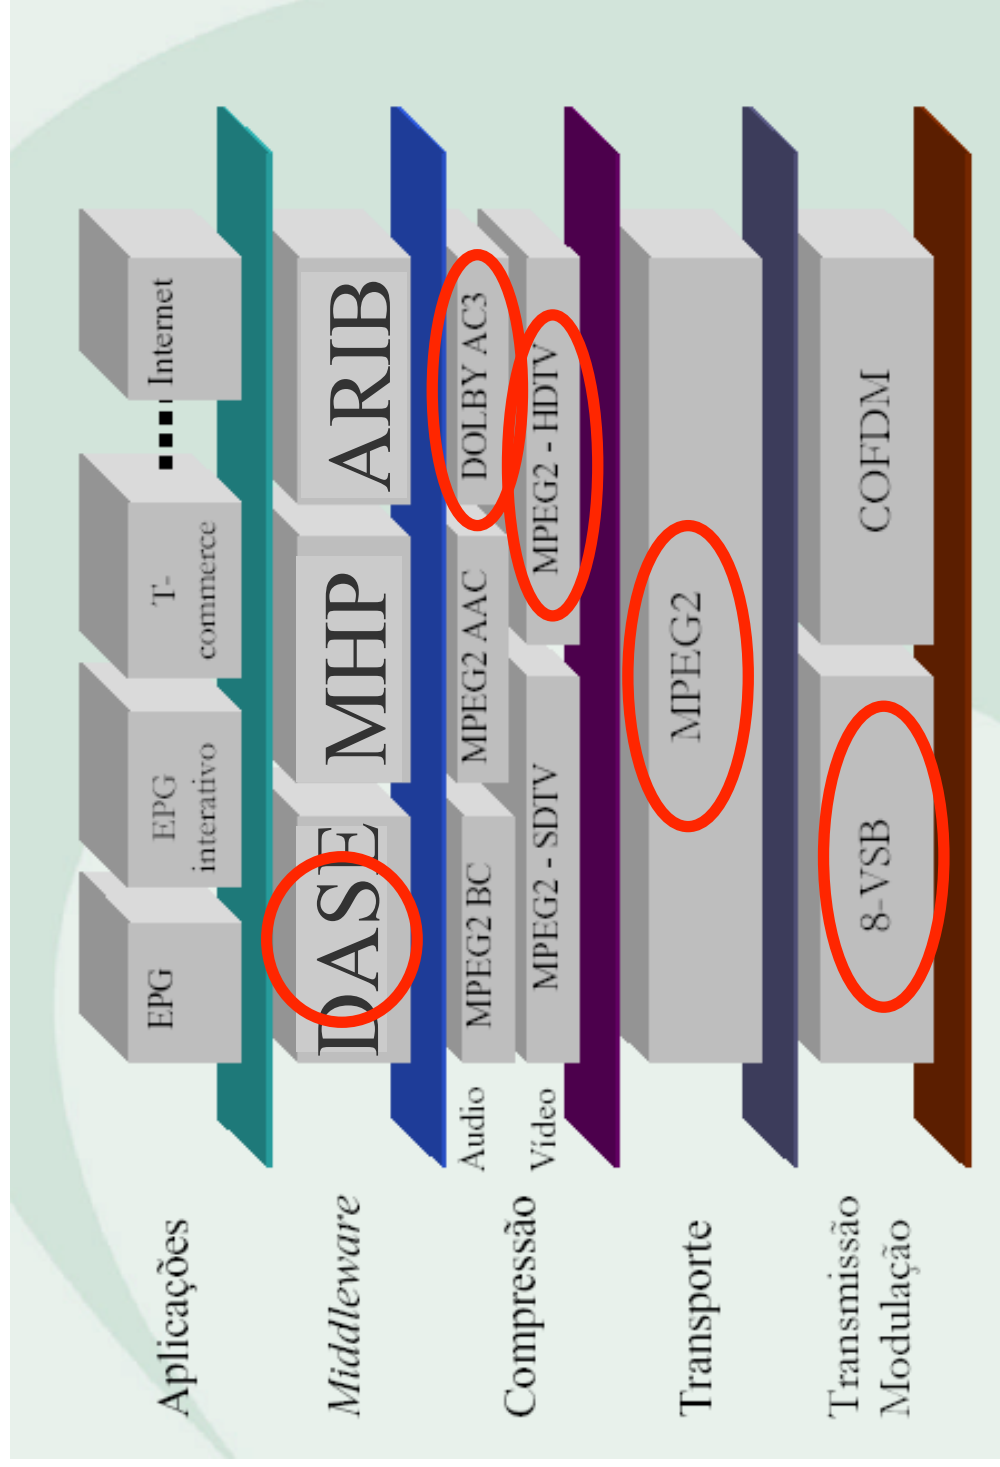 Aplicações
EPG
EPG
interativo
T-
commerce
Internet
Middleware
DASE
MHP
ARIB
Compressão
Audio
MPEG2 BC
MPEG2 AAC
DOLBY AC3
Vídeo
MPEG2 - SDTV
MPEG2 - HDTV
Transporte
MPEG2
Transmissão
Modulação
8-VSB
COFDM